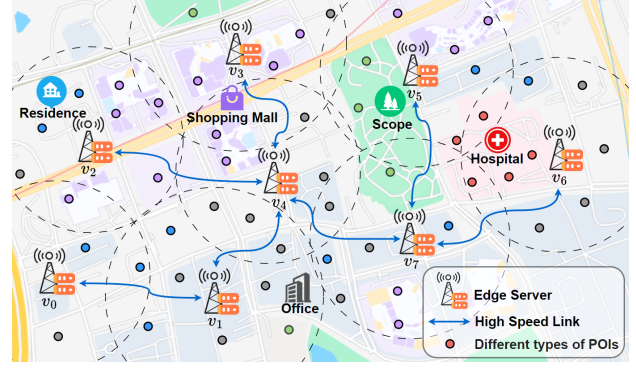 v3
v5
Residence
Shopping Mall
Scope
v2
Hospital
v4
v6
v7
v0
v1
Office
Edge Server
High Speed Link
Different types of POIs